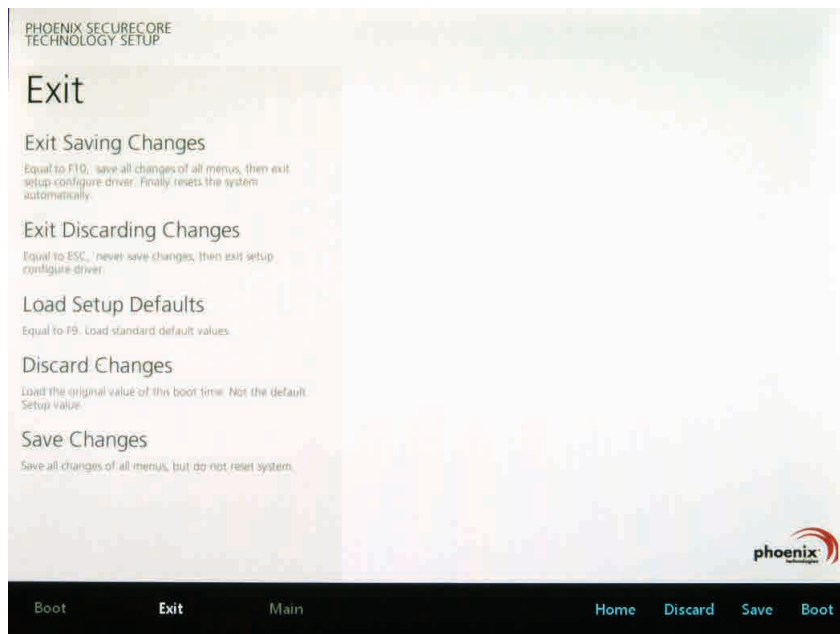 PHOENIX SECURECORE
TECHNOLOGY SETUP
Exit
Exit Saving Changes
Equal to F10, save all changes of all menus, then exit
setup configure driver. Finally resets the system
automatically.
Exit Discarding Changes
Equal to ESC, never save changes, then exit setup
configure driver.
Load Setup Defaults
Equal to F9. Load standard default values.
Discard Changes
Load the original value of this boot time. Not the default
Setup value.
Save Changes
Save all changes of all menus, but do not reset system.
phoenix
technologies
Boot Exit Main Home Discard Save Boot